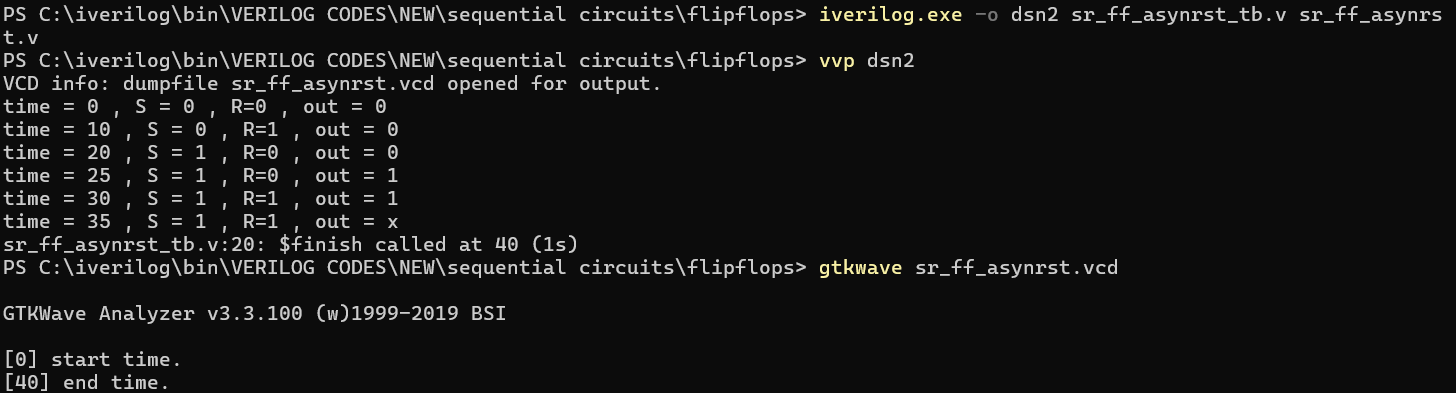 PS C:\iverilog\bin\VERILOG CODES\NEW\sequential circuits\flipflops> iverilog.exe -o dsn2 sr_ff_asynrst_tb.v sr_ff_asynrs
t.v
PS C:\iverilog\bin\VERILOG CODES\NEW\sequential circuits\flipflops> vvp dsn2
VCD info: dumpfile sr_ff_asynrst.vcd opened for output.
time = 0 , S = 0 , R=0 , out = 0
time = 10 , S = 0 , R=1 , out = 0
time = 20 , S = 1 , R=0 , out = 0
time = 25 , S = 1 , R=0 , out = 1
time = 30 , S = 1 , R=1 , out = 1
time = 35 , S = 1 , R=1 , out = x
sr_ff_asynrst_tb.v:20: $finish called at 40 (1s)
PS C:\iverilog\bin\VERILOG CODES\NEW\sequential circuits\flipflops> gtkwave sr_ff_asynrst.vcd

GTKWave Analyzer v3.3.100 (w)1999-2019 BSI

[0] start time.
[40] end time.